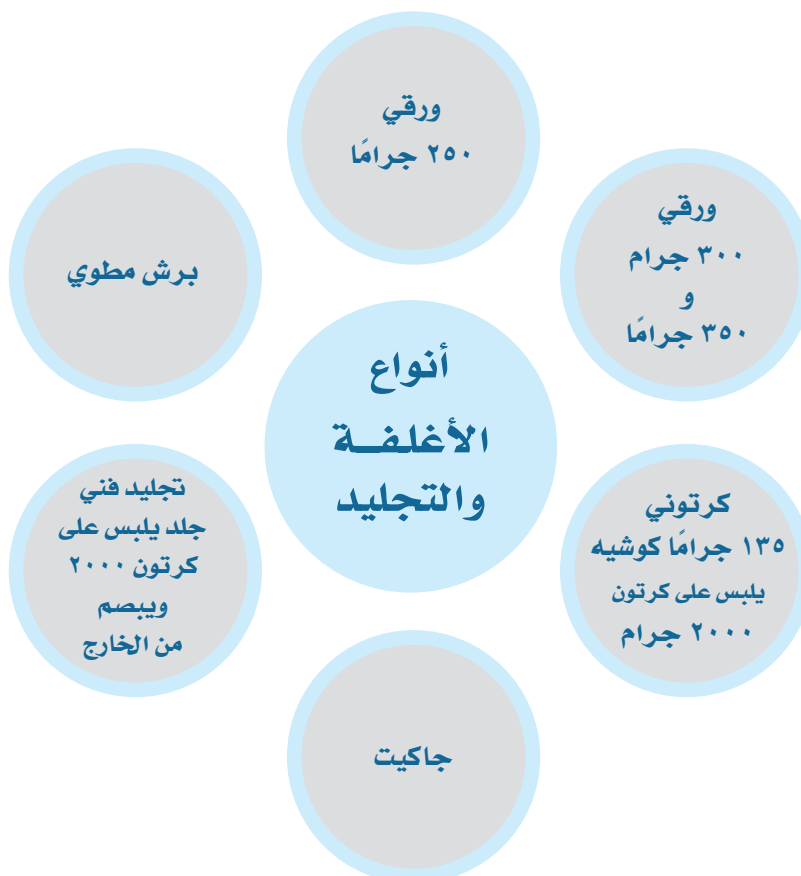 أنواع
الأغلفــة
والتجليد
ورقي
٢٥٠ جرامًا
ورقي
٣٠٠ جرام
و
٣٥٠ جرامًا
كرتوني
١٣٥ جرامًا كوشيه
يلبس على كرتون
٢٠٠٠ جرام
جاكيت
تجليد فني
جلد يلبس على
كرتون ٢٠٠٠
ويبصم
من الخارج
برش مطوي